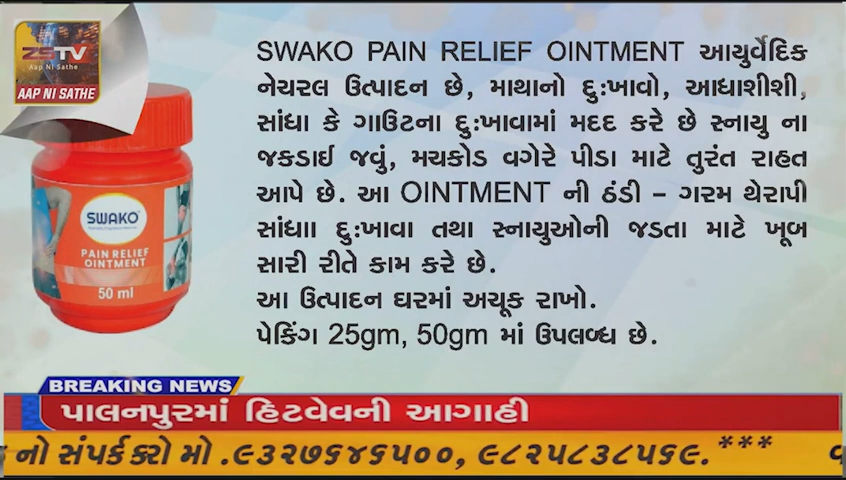 ZSTV
Aap Ni Sathe
AAP NI SATHE
SWAKO PAIN RELIEF OINTMENT આયુર્વેદિક
નેચરલ ઉત્પાદન છે, માથાનો દુઃખાવો, આધાશીશી,
સાંધા કે ગાઉટના દુઃખાવામાં મદદ કરે છે સ્નાયુ ના
જકડાઈ જવું, મચકોડ વગેરે પીડા માટે તુરંત રાહત
આપે છે. આ OINTMENT ની ઠંડી – ગરમ થેરાપી
સાંધાા દુઃખાવા તથા સ્નાયુઓની જડતા માટે ખૂબ
સારી રીતે કામ કરે છે.
આ ઉત્પાદન ઘરમાં અચૂક રાખો.
પેકિંગ 25gm, 50gm માં ઉપલબ્ધ છે.
SWAKO
PAIN RELIEF
OINTMENT
50 ml
BREAKING NEWS
પાલનપુરમાં હિટવેવની આગાહી
નો સંપર્ક કરો મો .૯૩૨૭૬૪૬૫૦૦, ૯૮૨૫૮૩૮૫૬૯.***